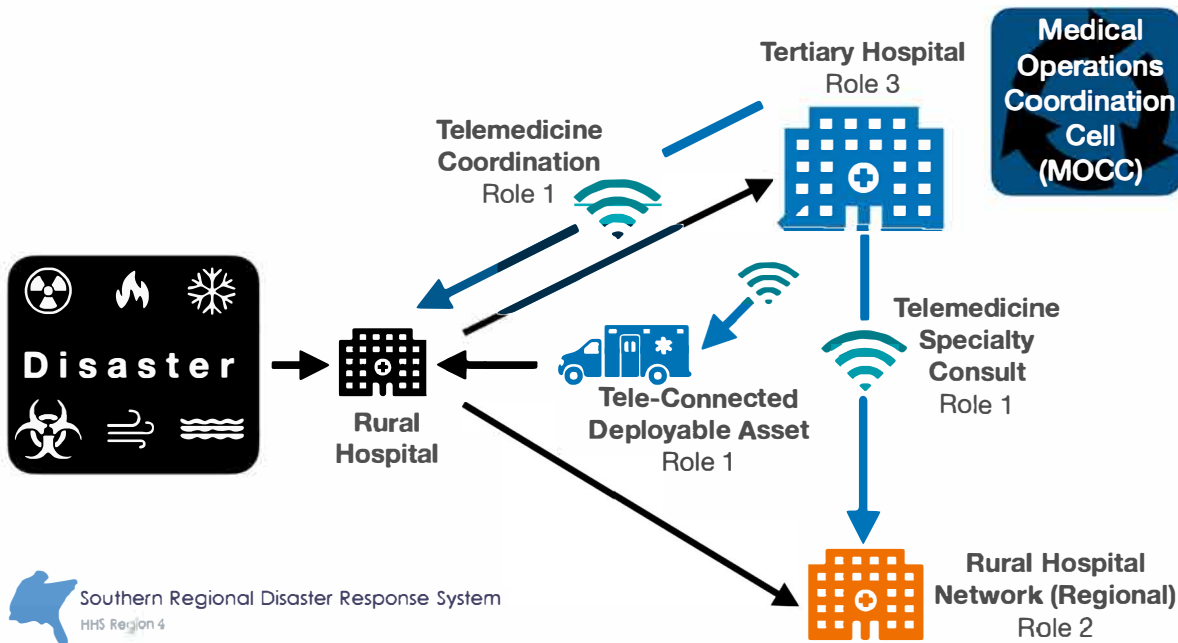 Medical
Operations
Coordination
Cell
(MOCC)
Tertiary Hospital
Role 3
Telemedicine
Coordination
Role 1
Disaster
Rural
Hospital
Tele-Connected
Deployable Asset
Role 1
Telemedicine
Specialty
Consult
Role 1
Rural Hospital
Network (Regional)
Role 2
Southern Regional Disaster Response System
HHS Region 4